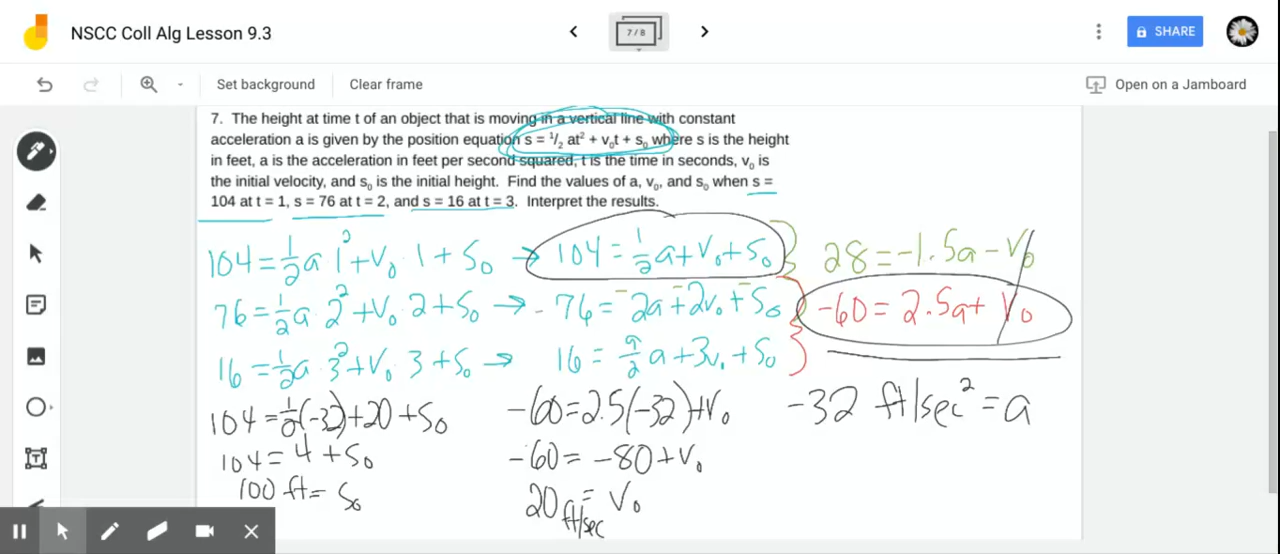 NSCC Coll Alg Lesson 9.3
7 / 8
SHARE
Set background
Clear frame
Open on a Jamboard
7. The height at time t of an object that is moving in a vertical line with constant
acceleration a is given by the position equation s = ¹/₂ at² + v₀t + s₀ where s is the height
in feet, a is the acceleration in feet per second squared, t is the time in seconds, v₀ is
the initial velocity, and s₀ is the initial height. Find the values of a, v₀, and s₀ when s =
104 at t = 1, s = 76 at t = 2, and s = 16 at t = 3. Interpret the results.
104 = 1/2 a 1² + V₀ · 1 + S₀ → 104 = 1/2 a + V₀ + S₀
28 = -1.5a - V₀
76 = 1/2 a · 2² + V₀ · 2 + S₀ → - 76 = - 2a + - 2V₀ + - S₀
-60 = 2.5a + V₀
16 = 1/2 a · 3² + V₀ · 3 + S₀ → 16 = 9/2 a + 3V₀ + S₀
104 = 1/2 (-32) + 20 + S₀
-60 = 2.5(-32) + V₀
-32 ft/sec² = a
104 = 4 + S₀
-60 = -80 + V₀
100 ft = S₀
20 ft/sec = V₀